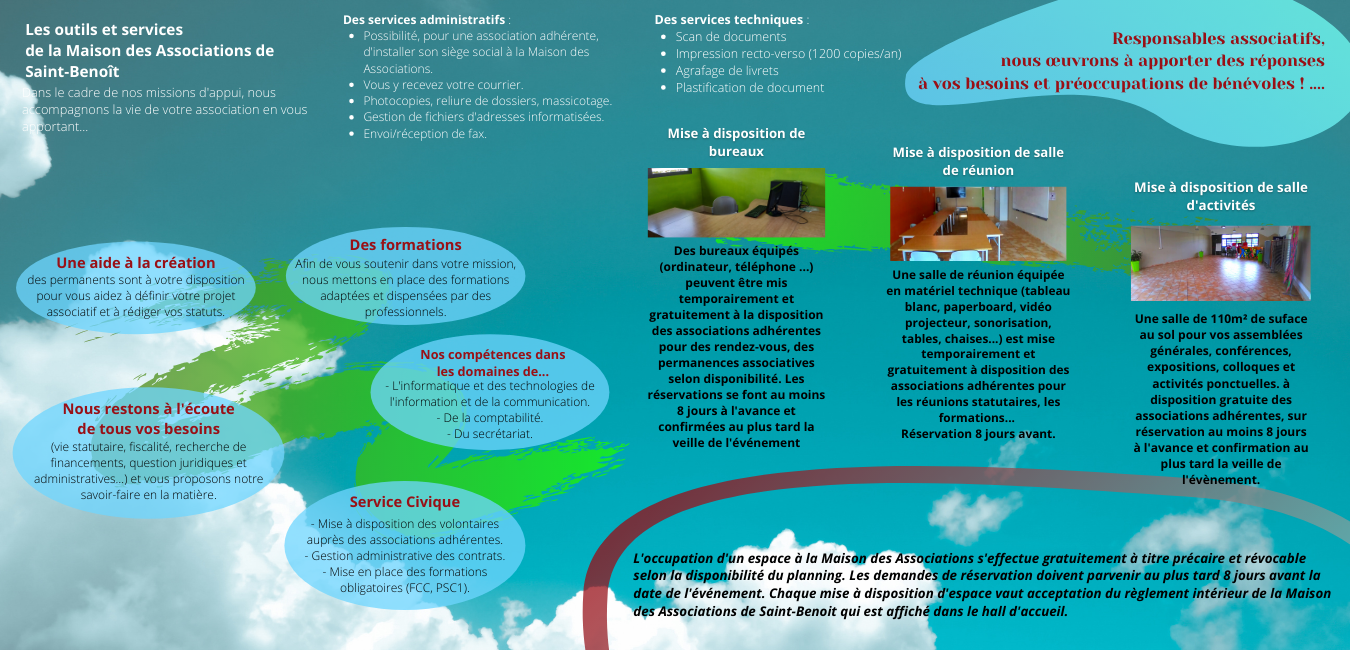 Les outils et services
de la Maison des Associations de
Saint-Benoît
Dans le cadre de nos missions d'appui, nous
accompagnons la vie de votre association en vous
apportant...
Des services administratifs :
Possibilité, pour une association adhérente,
d'installer son siège social à la Maison des
Associations.
Vous y recevez votre courrier.
Photocopies, reliure de dossiers, massicotage.
Gestion de fichiers d'adresses informatisées.
Envoi/réception de fax.
Des services techniques :
Scan de documents
Impression recto-verso (1200 copies/an)
Agrafage de livrets
Plastification de document
Responsables associatifs,
nous œuvrons à apporter des réponses
à vos besoins et préoccupations de bénévoles ! ....
Une aide à la création
des permanents sont à votre disposition
pour vous aidez à définir votre projet
associatif et à rédiger vos statuts.
Des formations
Afin de vous soutenir dans votre mission,
nous mettons en place des formations
adaptées et dispensées par des
professionnels.
Nos compétences dans
les domaines de...
- L'informatique et des technologies de
l'information et de la communication.
- De la comptabilité.
- Du secrétariat.
Nous restons à l'écoute
de tous vos besoins
(vie statutaire, fiscalité, recherche de
financements, question juridiques et
administratives...) et vous proposons notre
savoir-faire en la matière.
Service Civique
- Mise à disposition des volontaires
auprès des associations adhérentes.
- Gestion administrative des contrats.
- Mise en place des formations
obligatoires (FCC, PSC1).
Mise à disposition de
bureaux
Des bureaux équipés
(ordinateur, téléphone ...)
peuvent être mis
temporairement et
gratuitement à la disposition
des associations adhérentes
pour des rendez-vous, des
permanences associatives
selon disponibilité. Les
réservations se font au moins
8 jours à l'avance et
confirmées au plus tard la
veille de l'événement
Mise à disposition de salle
de réunion
Une salle de réunion équipée
en matériel technique (tableau
blanc, paperboard, vidéo
projecteur, sonorisation,
tables, chaises...) est mise
temporairement et
gratuitement à disposition des
associations adhérentes pour
les réunions statutaires, les
formations...
Réservation 8 jours avant.
Mise à disposition de salle
d'activités
Une salle de 110m² de suface
au sol pour vos assemblées
générales, conférences,
expositions, colloques et
activités ponctuelles. à
disposition gratuite des
associations adhérentes, sur
réservation au moins 8 jours
à l'avance et confirmation au
plus tard la veille de
l'évènement.
L'occupation d'un espace à la Maison des Associations s'effectue gratuitement à titre précaire et révocable
selon la disponibilité du planning. Les demandes de réservation doivent parvenir au plus tard 8 jours avant la
date de l'événement. Chaque mise à disposition d'espace vaut acceptation du règlement intérieur de la Maison
des Associations de Saint-Benoit qui est affiché dans le hall d'accueil.